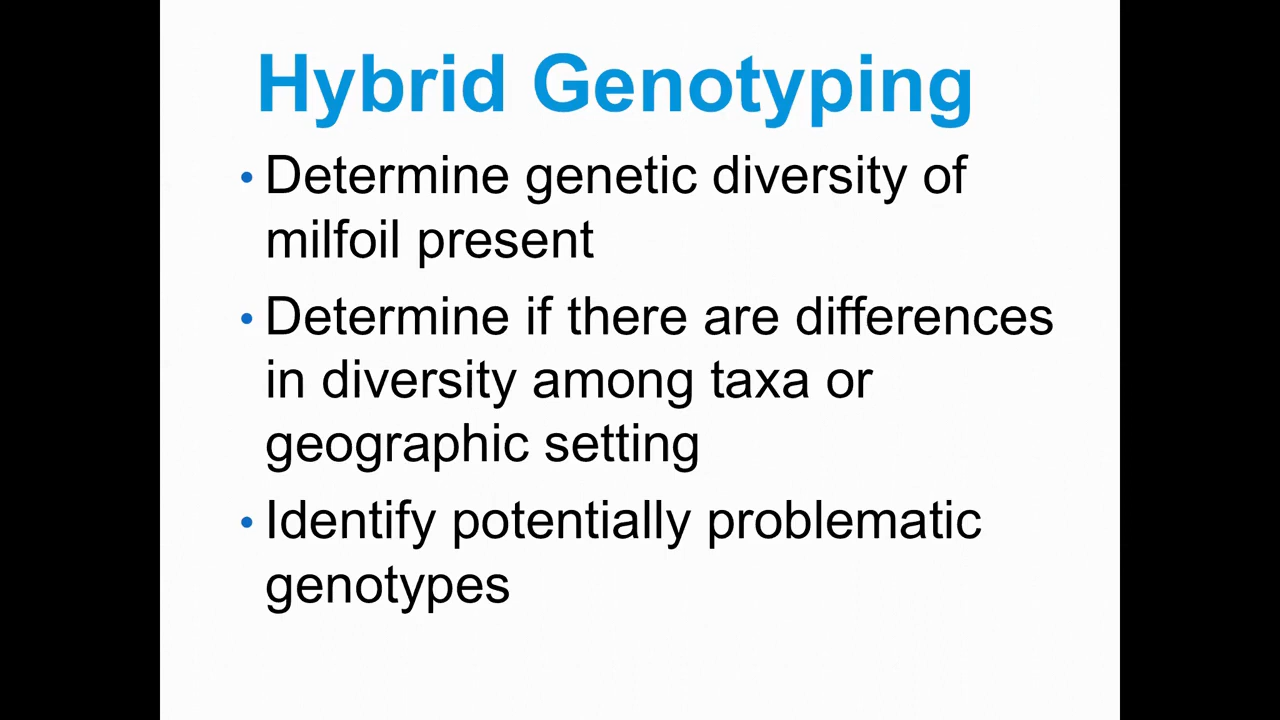 Hybrid Genotyping
• Determine genetic diversity of
milfoil present
• Determine if there are differences
in diversity among taxa or
geographic setting
• Identify potentially problematic
genotypes